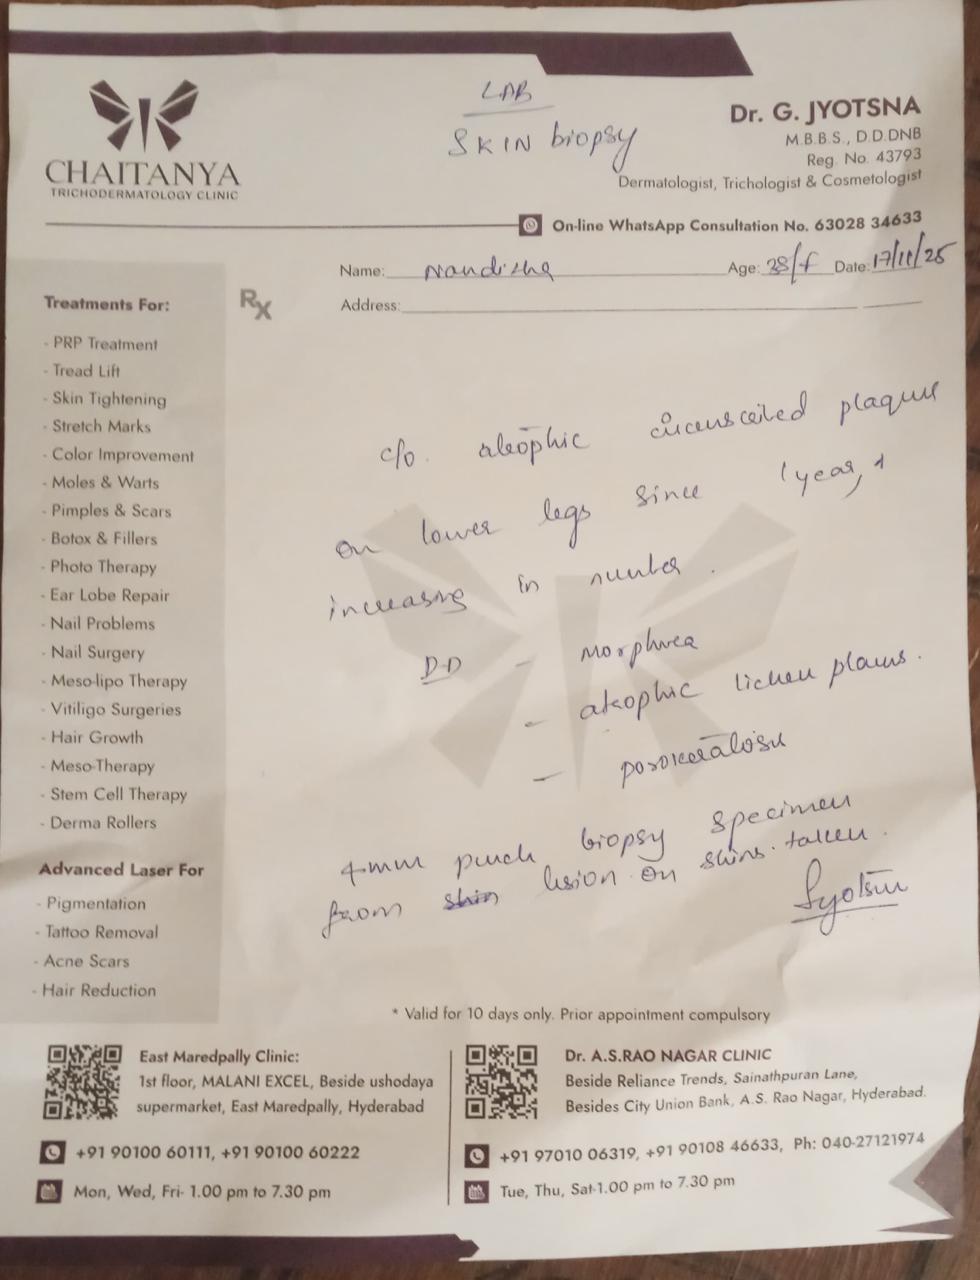 LAB
SKIN biopsy
CHAITANYA
TRICHODERMATOLOGY CLINIC
Dr. G. JYOTSNA
M.B.B.S., D.D.DNB
Reg. No. 43793
Dermatologist, Trichologist & Cosmetologist
On-line WhatsApp Consultation No. 63028 34633
Name: Age: 38/f Date: 17/11/25
Rx
Address:
Treatments For:
- PRP Treatment
- Tread Lift
- Skin Tightening
- Stretch Marks
- Color Improvement
- Moles & Warts
- Pimples & Scars
- Botox & Fillers
- Photo Therapy
- Ear Lobe Repair
- Nail Problems
- Nail Surgery
- Meso-lipo Therapy
- Vitiligo Surgeries
- Hair Growth
- Meso-Therapy
- Stem Cell Therapy
- Derma Rollers
Advanced Laser For
- Pigmentation
- Tattoo Removal
- Acne Scars
- Hair Reduction
c/o. atrophic circumscribed plaques
on lower legs since 1 year, &
increasing in number.
D.D - Morphea
- atrophic lichen planus.
- porokeratosis
4mm punch biopsy specimen
from lesion on shins. taken.
Jyotsna
* Valid for 10 days only. Prior appointment compulsory
East Maredpally Clinic:
1st floor, MALANI EXCEL, Beside ushodaya
supermarket, East Maredpally, Hyderabad
+91 90100 60111, +91 90100 60222
Mon, Wed, Fri- 1.00 pm to 7.30 pm
Dr. A.S.RAO NAGAR CLINIC
Beside Reliance Trends, Sainathpuran Lane,
Besides City Union Bank, A.S. Rao Nagar, Hyderabad.
+91 97010 06319, +91 90108 46633, Ph: 040-27121974
Tue, Thu, Sat-1.00 pm to 7.30 pm